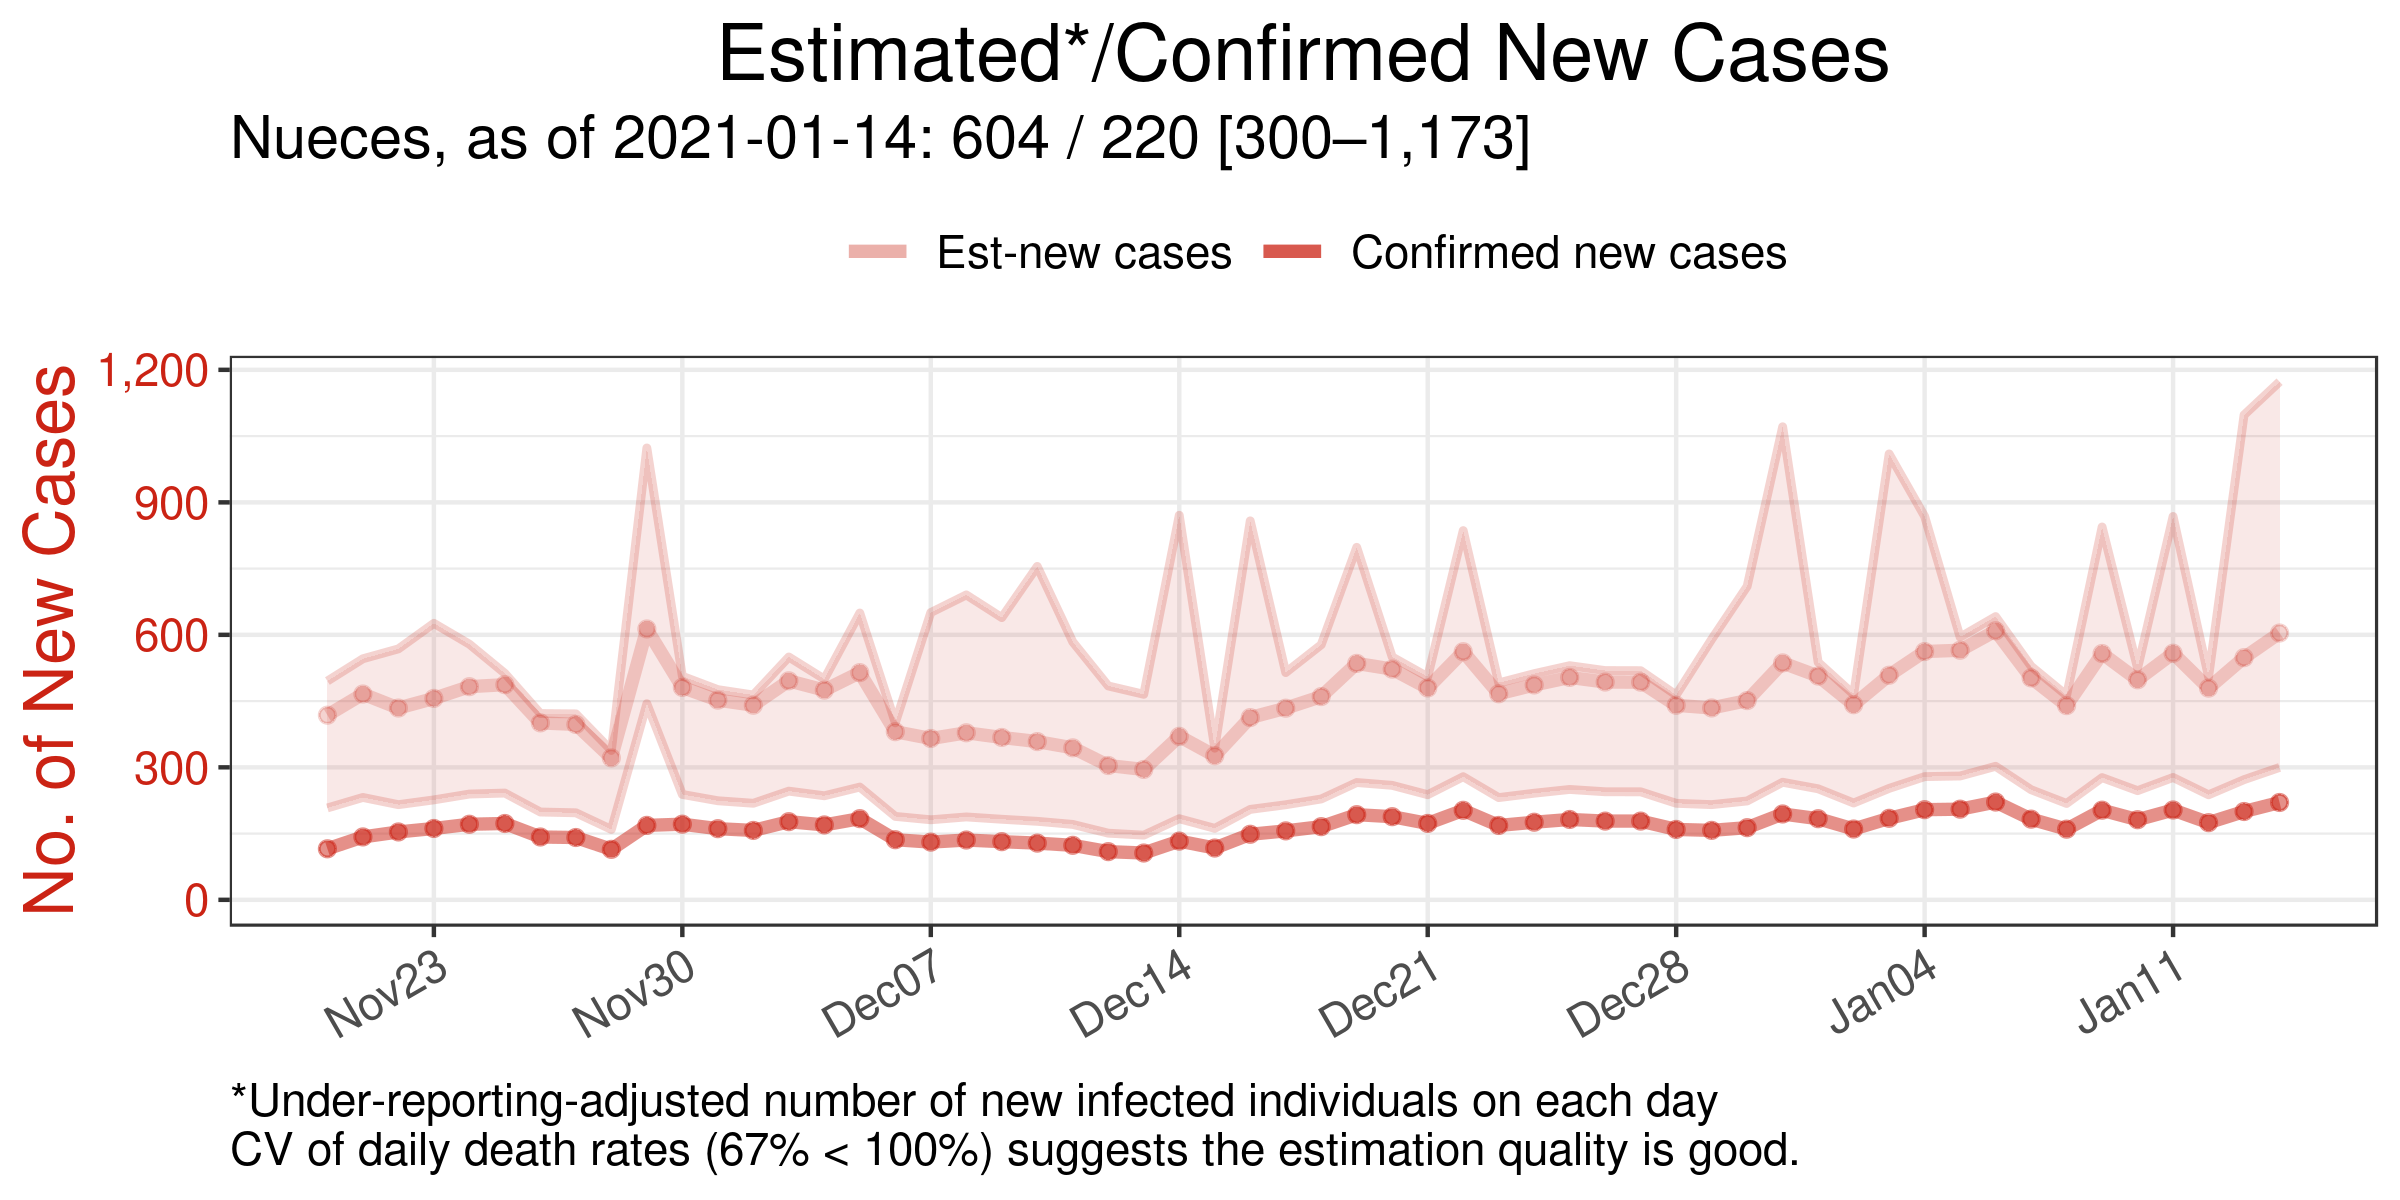 Estimated*/Confirmed New Cases
Nueces, as of 2021-01-14: 604 / 220 [300–1,173]
Est-new cases
Confirmed new cases
No. of New Cases
1,200
900
600
300
0
Nov23
Nov30
Dec07
Dec14
Dec21
Dec28
Jan04
Jan11
*Under-reporting-adjusted number of new infected individuals on each day
CV of daily death rates (67% < 100%) suggests the estimation quality is good.